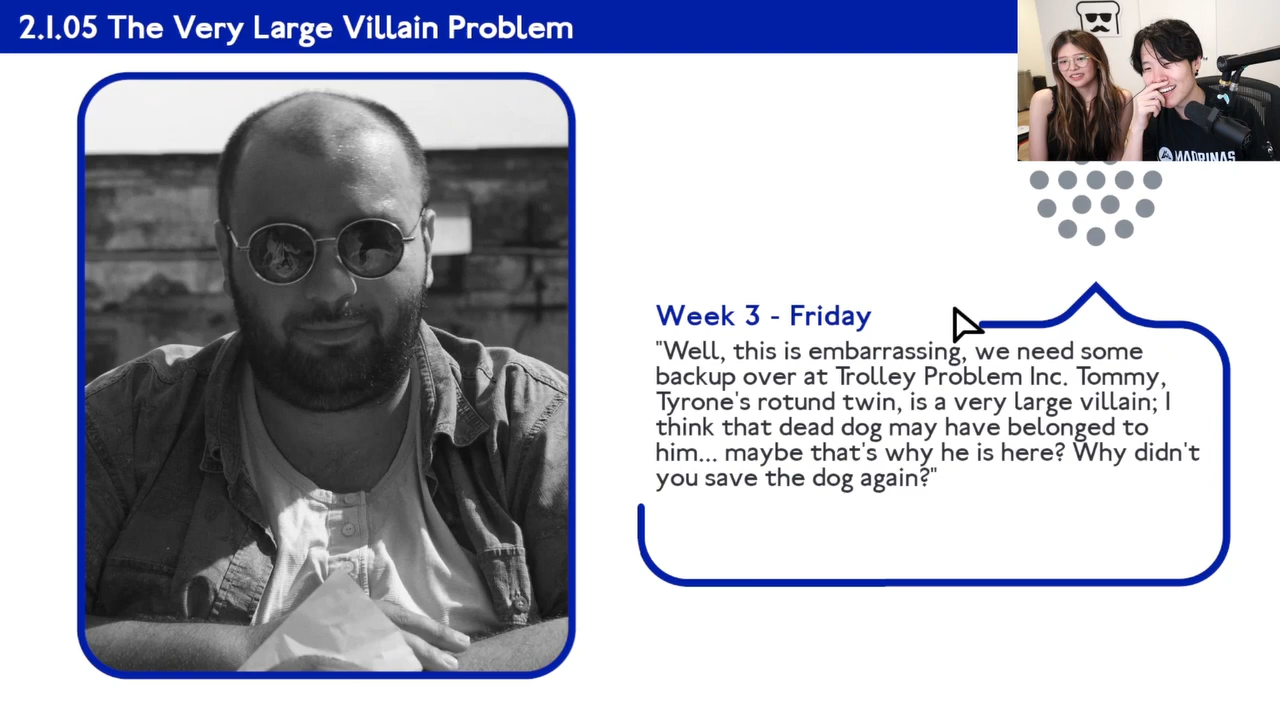 2.1.05 The Very Large Villain Problem
Week 3 - Friday
"Well, this is embarrassing, we need some
backup over at Trolley Problem Inc. Tommy,
Tyrone's rotund twin, is a very large villain; I
think that dead dog may have belonged to
him... maybe that's why he is here? Why didn't
you save the dog again?"
MADRINAS